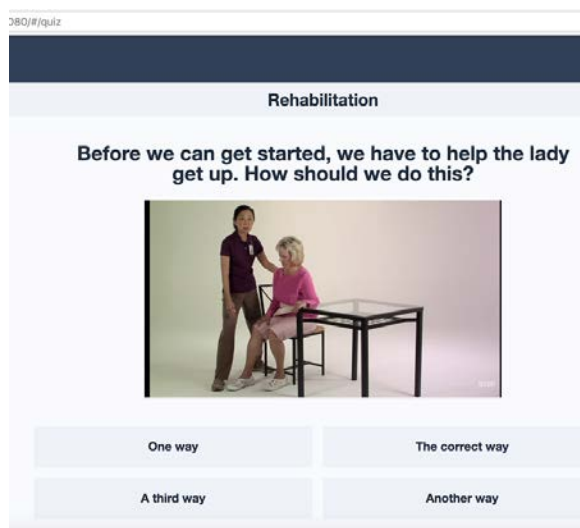 080/#/quiz
Rehabilitation
Before we can get started, we have to help the lady
get up. How should we do this?
One way
The correct way
A third way
Another way